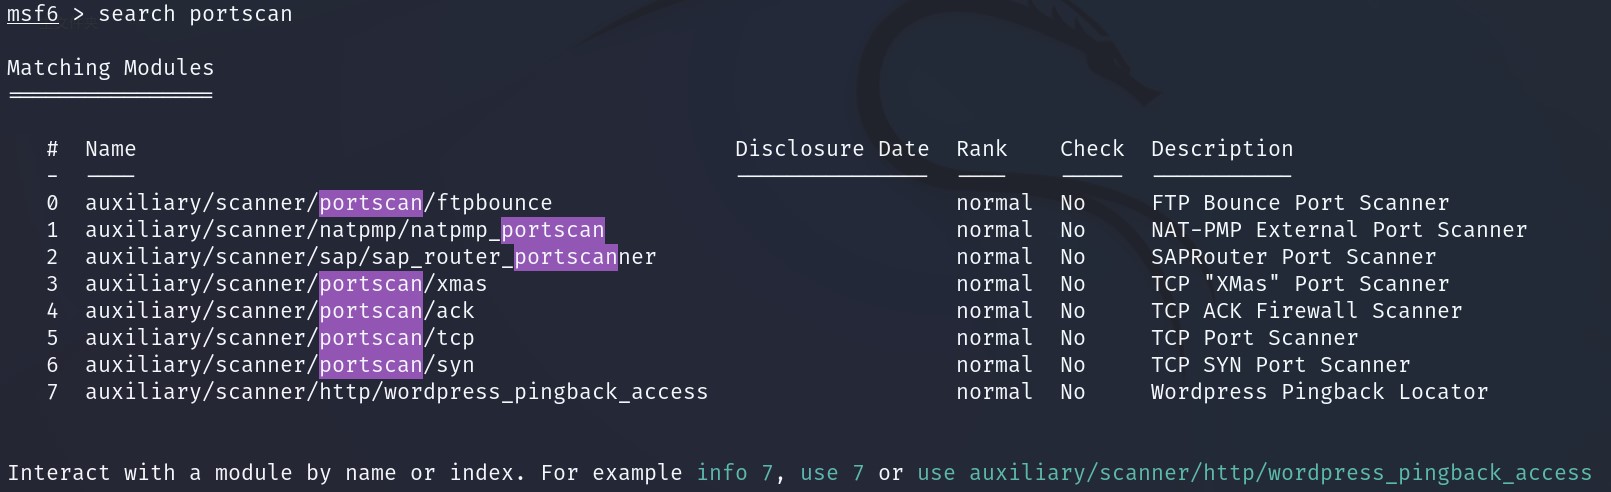 msf6 > search portscan
Matching Modules
================
# Name Disclosure Date Rank Check Description
- ---- --------------- ---- ----- -----------
0 auxiliary/scanner/portscan/ftpbounce normal No FTP Bounce Port Scanner
1 auxiliary/scanner/natpmp/natpmp_portscan normal No NAT-PMP External Port Scanner
2 auxiliary/scanner/sap/sap_router_portscanner normal No SAPRouter Port Scanner
3 auxiliary/scanner/portscan/xmas normal No TCP "XMas" Port Scanner
4 auxiliary/scanner/portscan/ack normal No TCP ACK Firewall Scanner
5 auxiliary/scanner/portscan/tcp normal No TCP Port Scanner
6 auxiliary/scanner/portscan/syn normal No TCP SYN Port Scanner
7 auxiliary/scanner/http/wordpress_pingback_access normal No Wordpress Pingback Locator
Interact with a module by name or index. For example info 7, use 7 or use auxiliary/scanner/http/wordpress_pingback_access